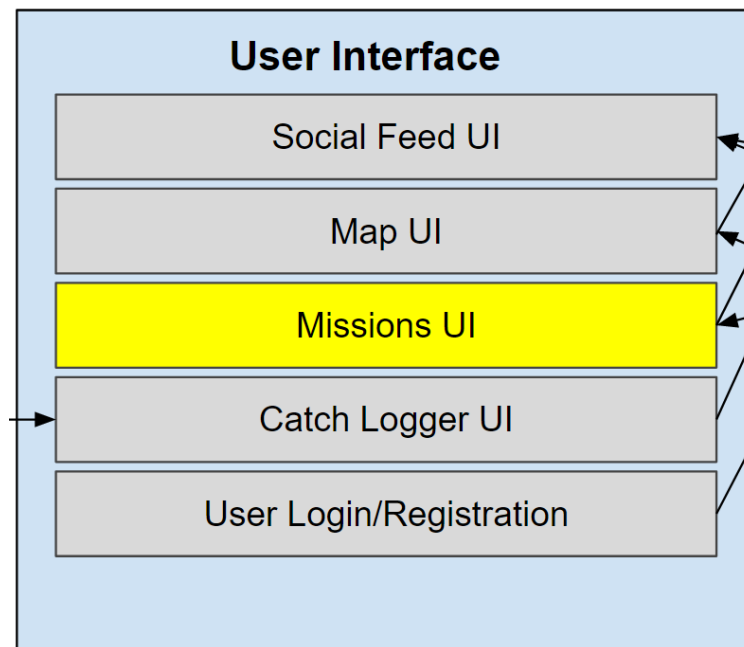 User Interface
Social Feed UI
Map UI
Missions UI
Catch Logger UI
User Login/Registration